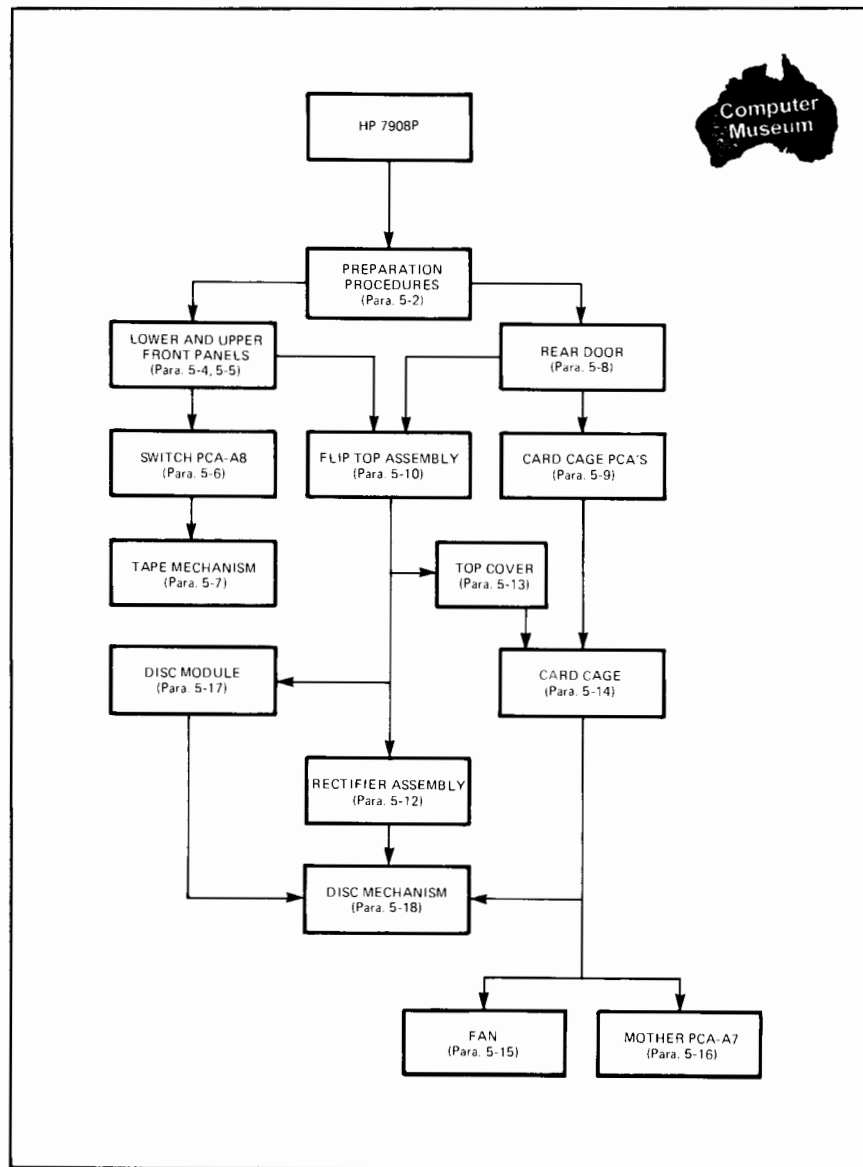 Computer
Museum
HP 7908P
PREPARATION
PROCEDURES
(Para. 5-2)
LOWER AND UPPER
FRONT PANELS
(Para. 5-4, 5-5)
REAR DOOR
(Para. 5-8)
SWITCH PCA-A8
(Para. 5-6)
FLIP TOP ASSEMBLY
(Para. 5-10)
CARD CAGE PCA'S
(Para. 5-9)
TAPE MECHANISM
(Para. 5-7)
TOP COVER
(Para. 5-13)
DISC MODULE
(Para. 5-17)
CARD CAGE
(Para. 5-14)
RECTIFIER ASSEMBLY
(Para. 5-12)
DISC MECHANISM
(Para. 5-18)
FAN
(Para. 5-15)
MOTHER PCA-A7
(Para. 5-16)